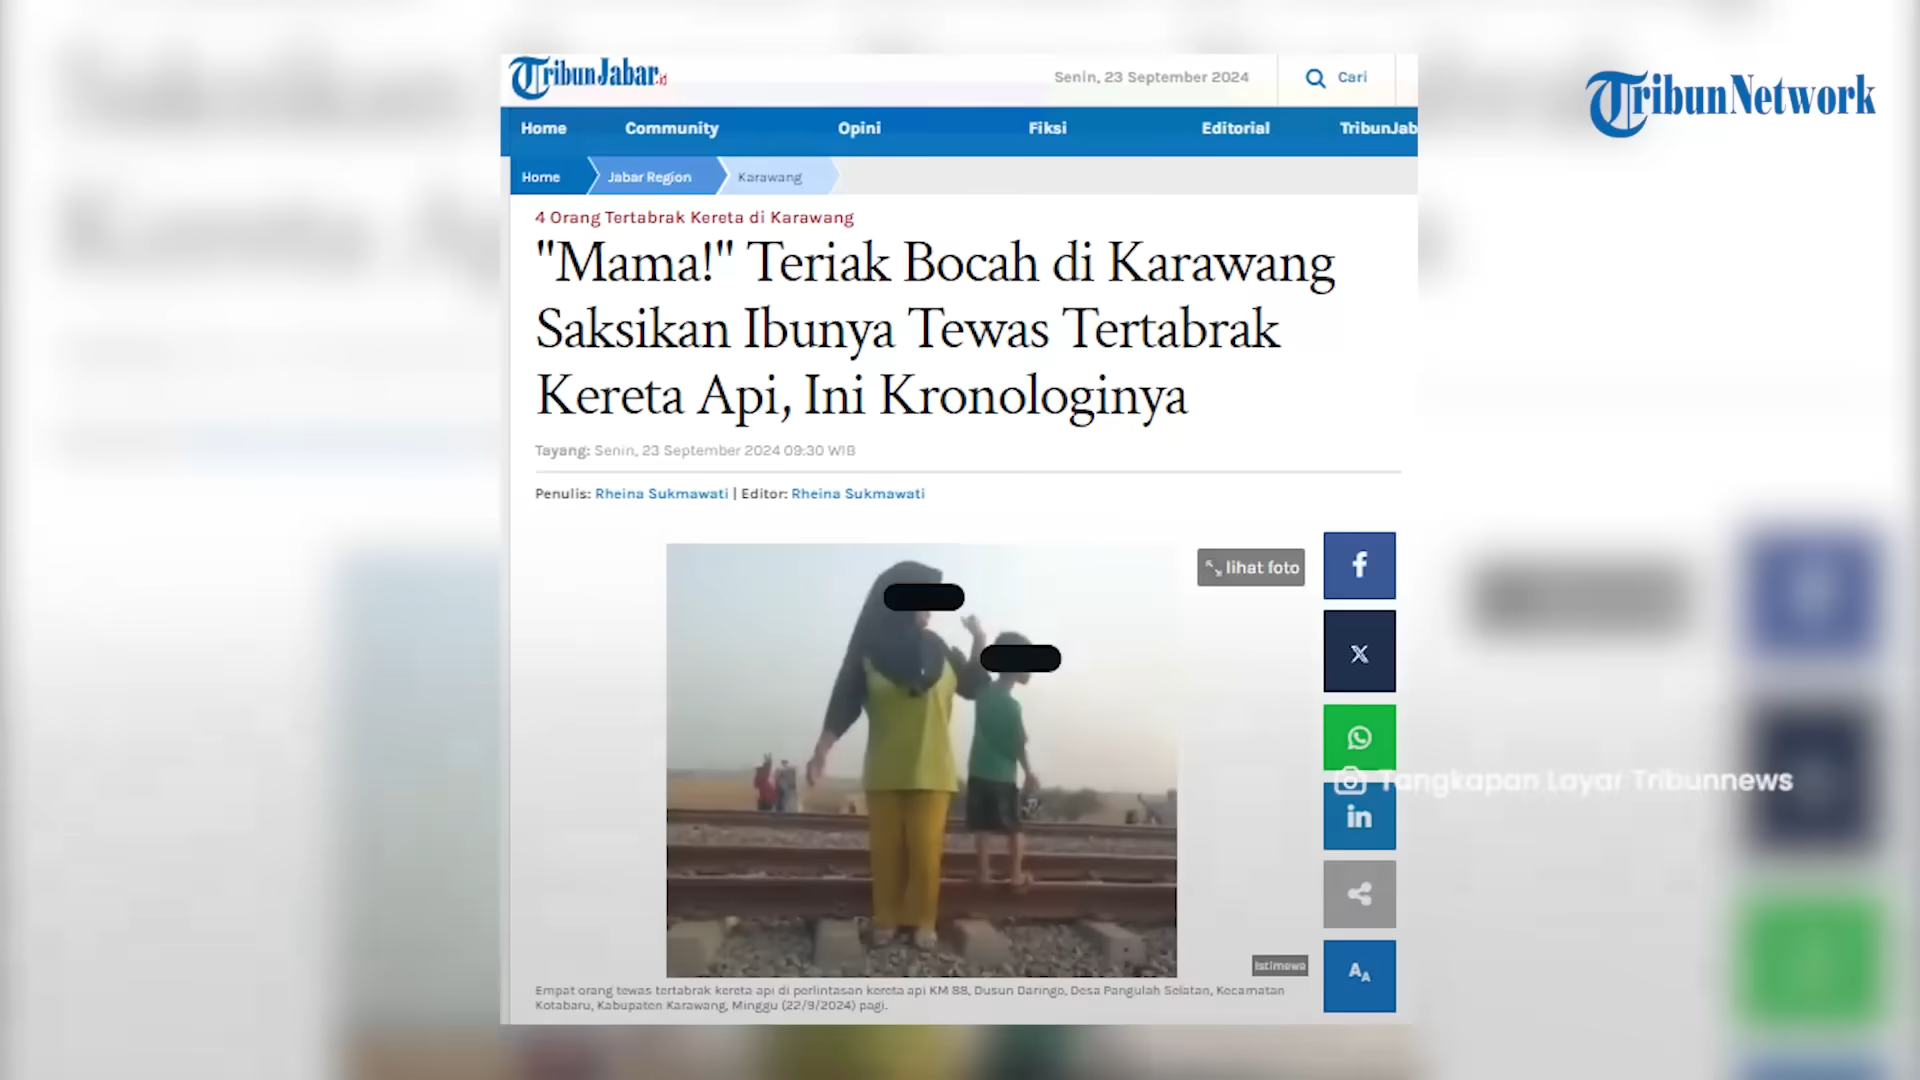 TribunJabar.id
Senin, 23 September 2024
Cari
TribunNetwork
Home
Community
Opini
Fiksi
Editorial
TribunJab
Home
Jabar Region
Karawang
4 Orang Tertabrak Kereta di Karawang
"Mama!" Teriak Bocah di Karawang
Saksikan Ibunya Tewas Tertabrak
Kereta Api, Ini Kronologinya
Tayang: Senin, 23 September 2024 09:30 WIB
Penulis: Rheina Sukmawati | Editor: Rheina Sukmawati
lihat foto
f
X
Tangkapan Layar Tribunnews
in
Istimewa
AA
Empat orang tewas tertabrak kereta api di perlintasan kereta api KM 88, Dusun Daringo, Desa Pangulah Selatan, Kecamatan
Kotabaru, Kabupaten Karawang, Minggu (22/9/2024) pagi.